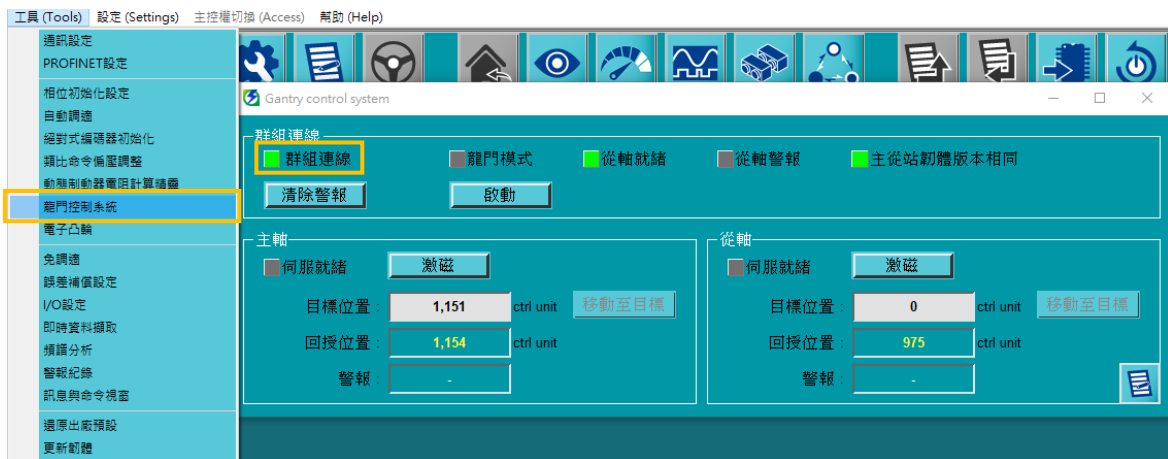 工具 (Tools) 設定 (Settings) 主控權切換 (Access) 幫助 (Help)
通訊設定
PROFINET設定
相位初始化設定
自動調適
絕對式編碼器初始化
類比命令偏壓調整
動態制動器電阻計算精靈
龍門控制系統
電子凸輪
免調適
誤差補償設定
I/O設定
即時資料擷取
頻譜分析
警報紀錄
訊息與命令視窗
還原出廠預設
更新韌體
Gantry control system
群組連線
群組連線 龍門模式 從軸就緒 從軸警報 主從站韌體版本相同
清除警報 啟動
主軸
伺服就緒 激磁
目標位置 : 1,151 ctrl unit 移動至目標
回授位置 : 1,154 ctrl unit
警報 : -
從軸
伺服就緒 激磁
目標位置 : 0 ctrl unit 移動至目標
回授位置 : 975 ctrl unit
警報 : -